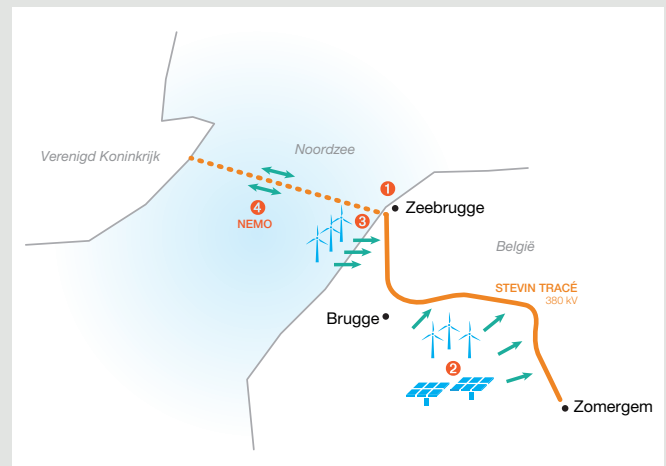 Verenigd Koninkrijk
Noordzee
1
Zeebrugge
4
NEMO
3
België
STEVIN TRACÉ
380 kV
Brugge
2
Zomergem